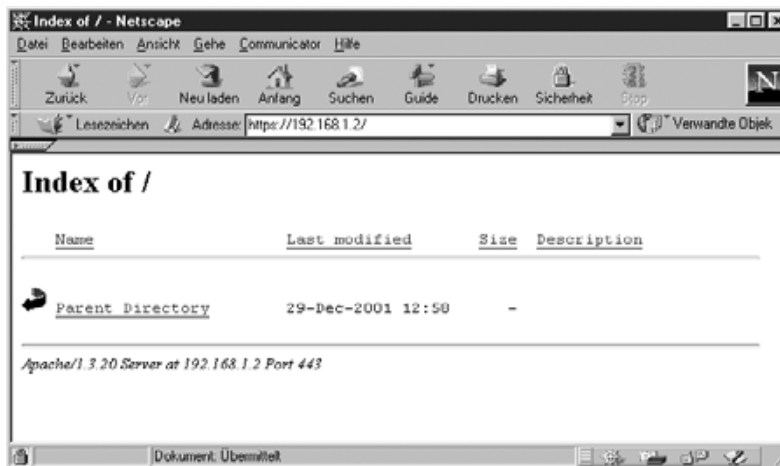 Index of / - Netscape
Datei Bearbeiten Ansicht Gehe Communicator Hilfe
Zurück Vor Neu laden Anfang Suchen Guide Drucken Sicherheit Stop N
Lesezeichen Adresse: https://192.168.1.2/ Verwandte Objek
Index of /
Name Last modified Size Description
Parent Directory 29-Dec-2001 12:58 -
Apache/1.3.20 Server at 192.168.1.2 Port 443
Dokument: Übermittelt